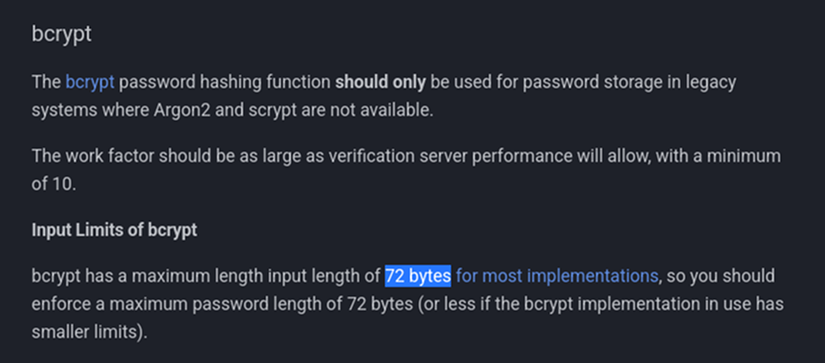 bcrypt
The bcrypt password hashing function should only be used for password storage in legacy
systems where Argon2 and scrypt are not available.
The work factor should be as large as verification server performance will allow, with a minimum
of 10.
Input Limits of bcrypt
bcrypt has a maximum length input length of 72 bytes for most implementations, so you should
enforce a maximum password length of 72 bytes (or less if the bcrypt implementation in use has
smaller limits).